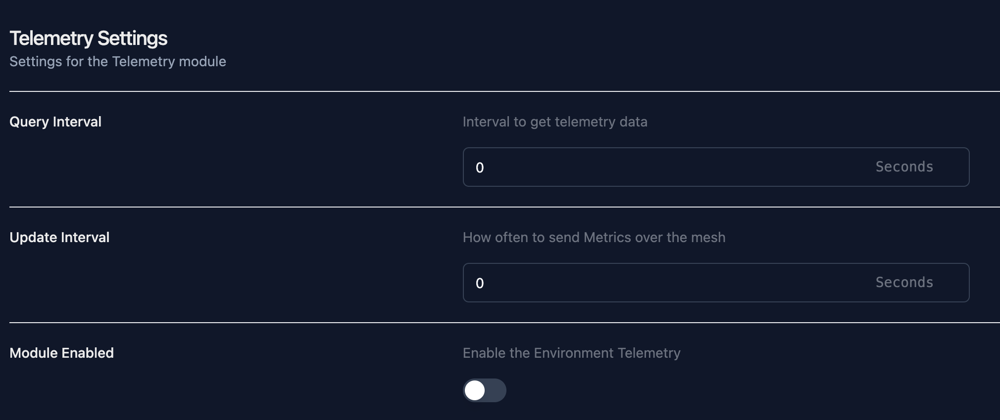 Telemetry Settings
Settings for the Telemetry module
Query Interval
Interval to get telemetry data
0 Seconds
Update Interval
How often to send Metrics over the mesh
0 Seconds
Module Enabled
Enable the Environment Telemetry